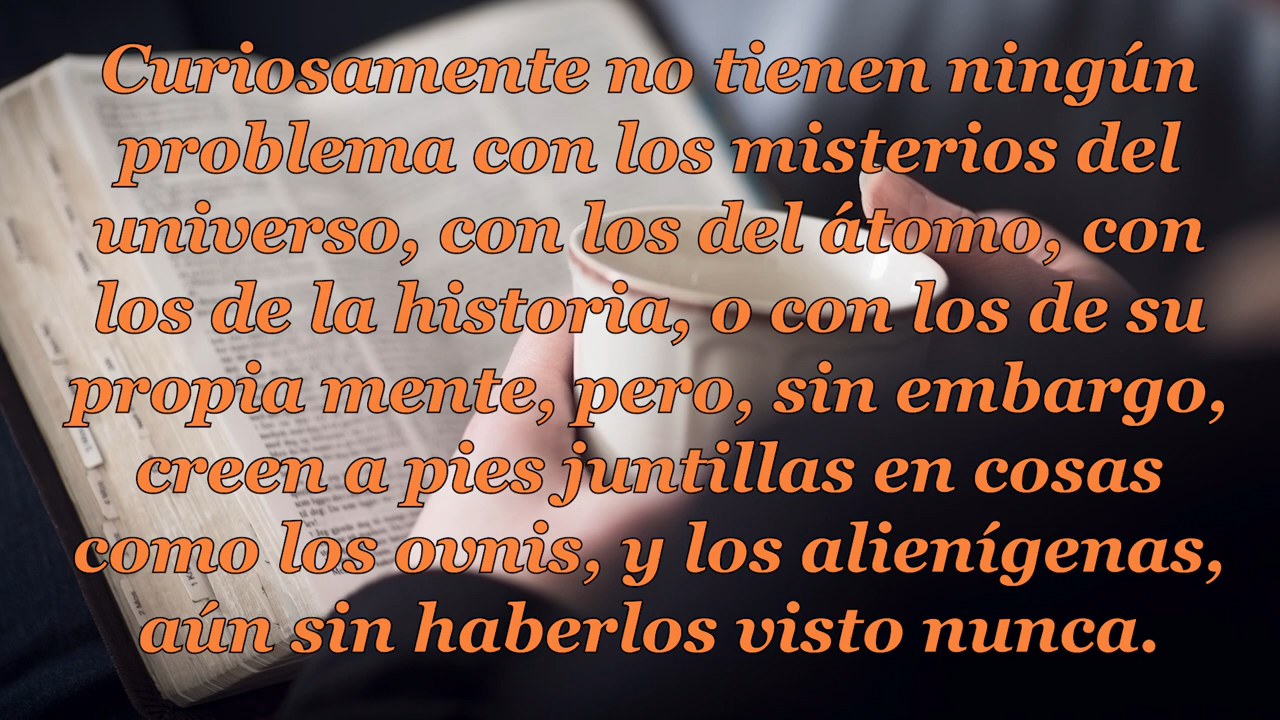 Curiosamente no tienen ningún
problema con los misterios del
universo, con los del átomo, con
los de la historia, o con los de su
propia mente, pero, sin embargo,
creen a pies juntillas en cosas
como los ovnis, y los alienígenas,
aún sin haberlos visto nunca.